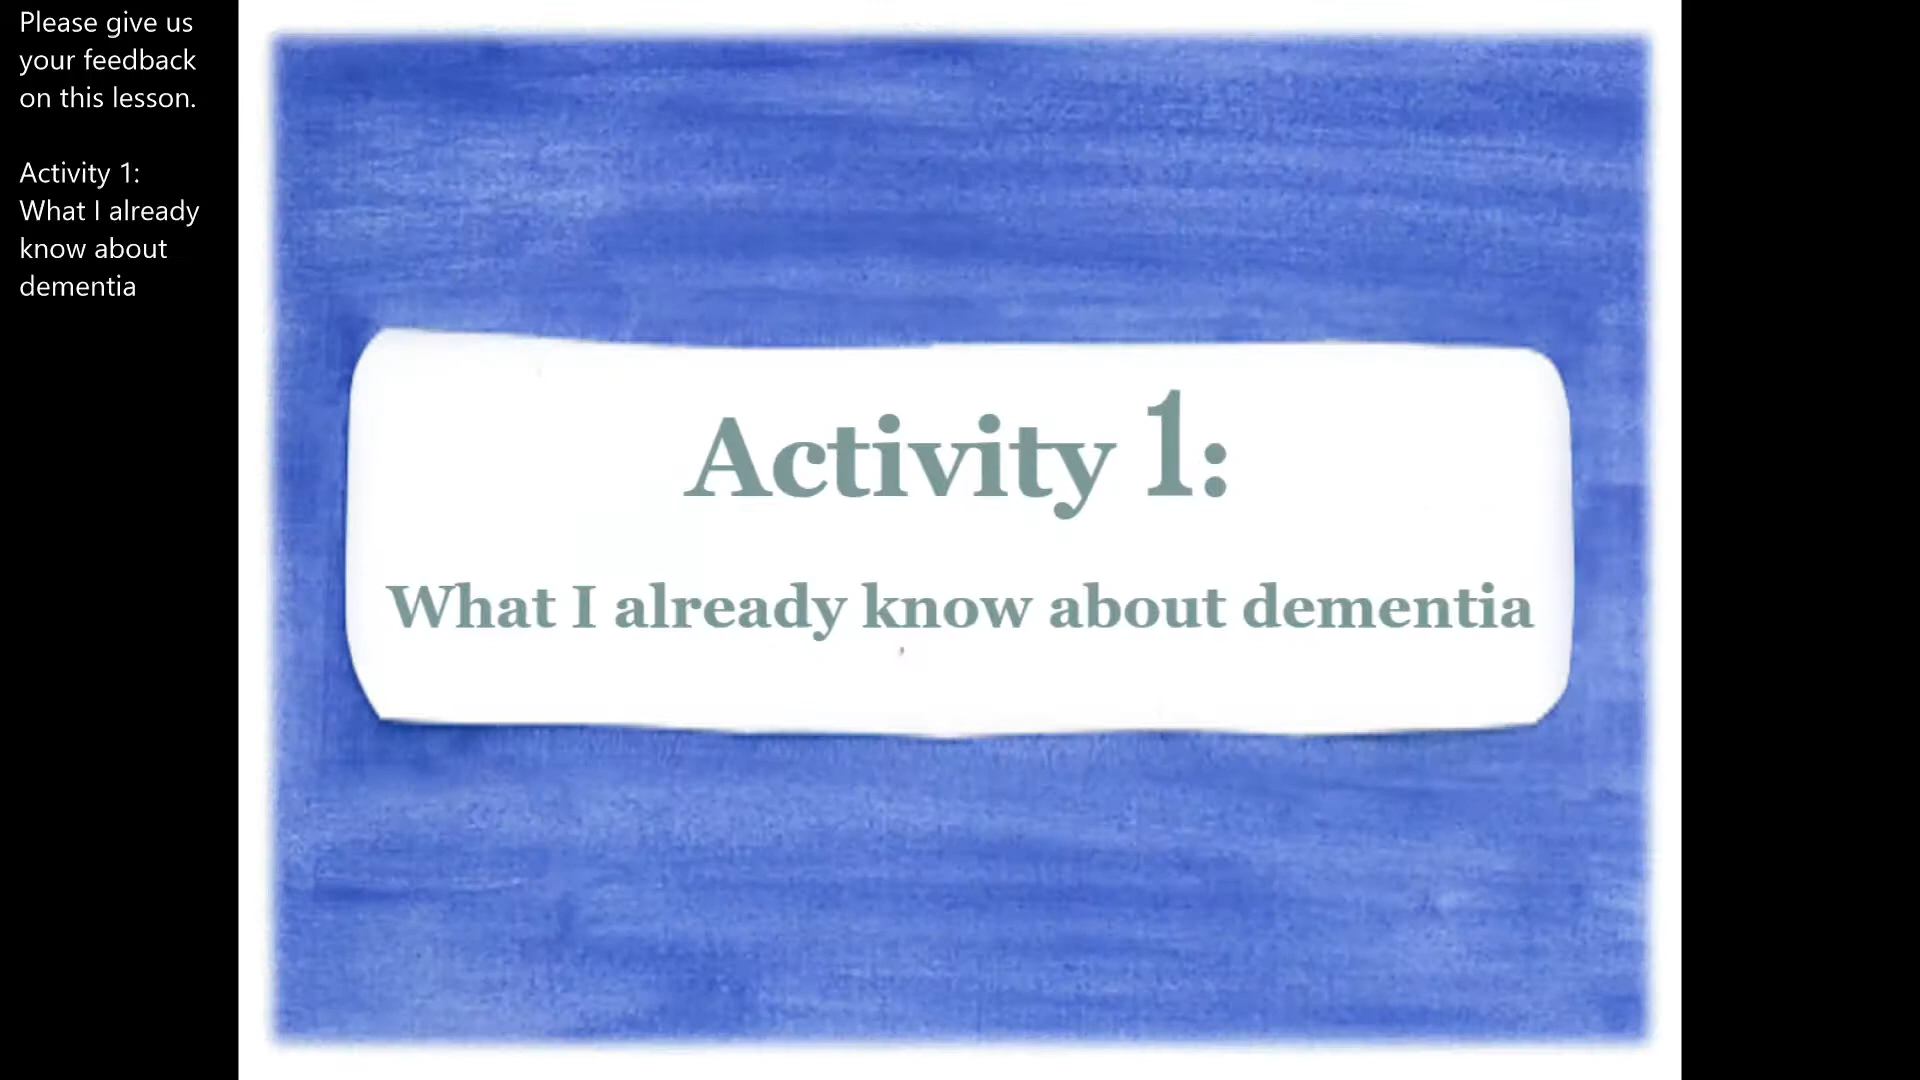 Please give us
your feedback
on this lesson.
Activity 1:
What I already
know about
dementia
Activity 1:
What I already know about dementia